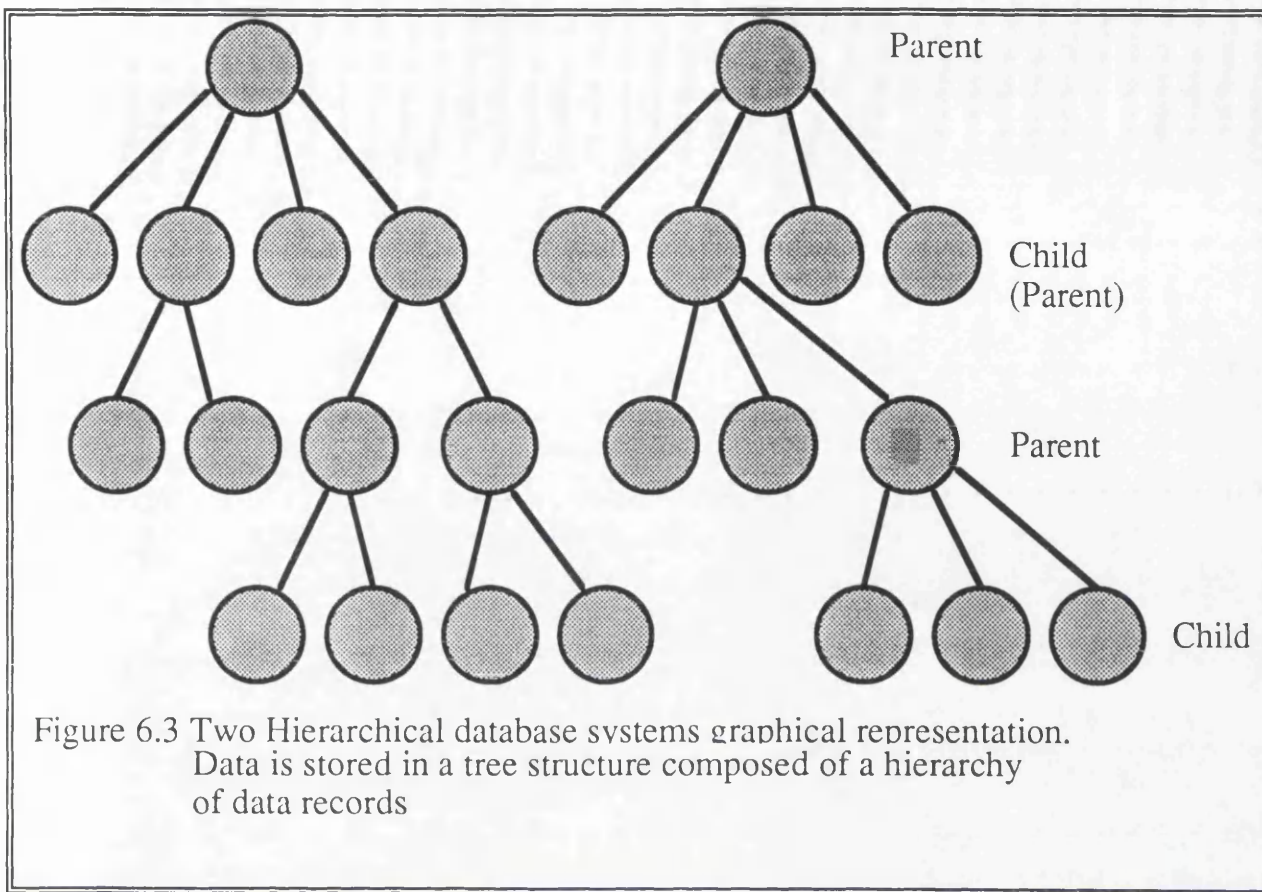 Parent
Child
(Parent)
Parent
Child
Figure 6.3 Two Hierarchical database systems graphical representation.
Data is stored in a tree structure composed of a hierarchy
of data records